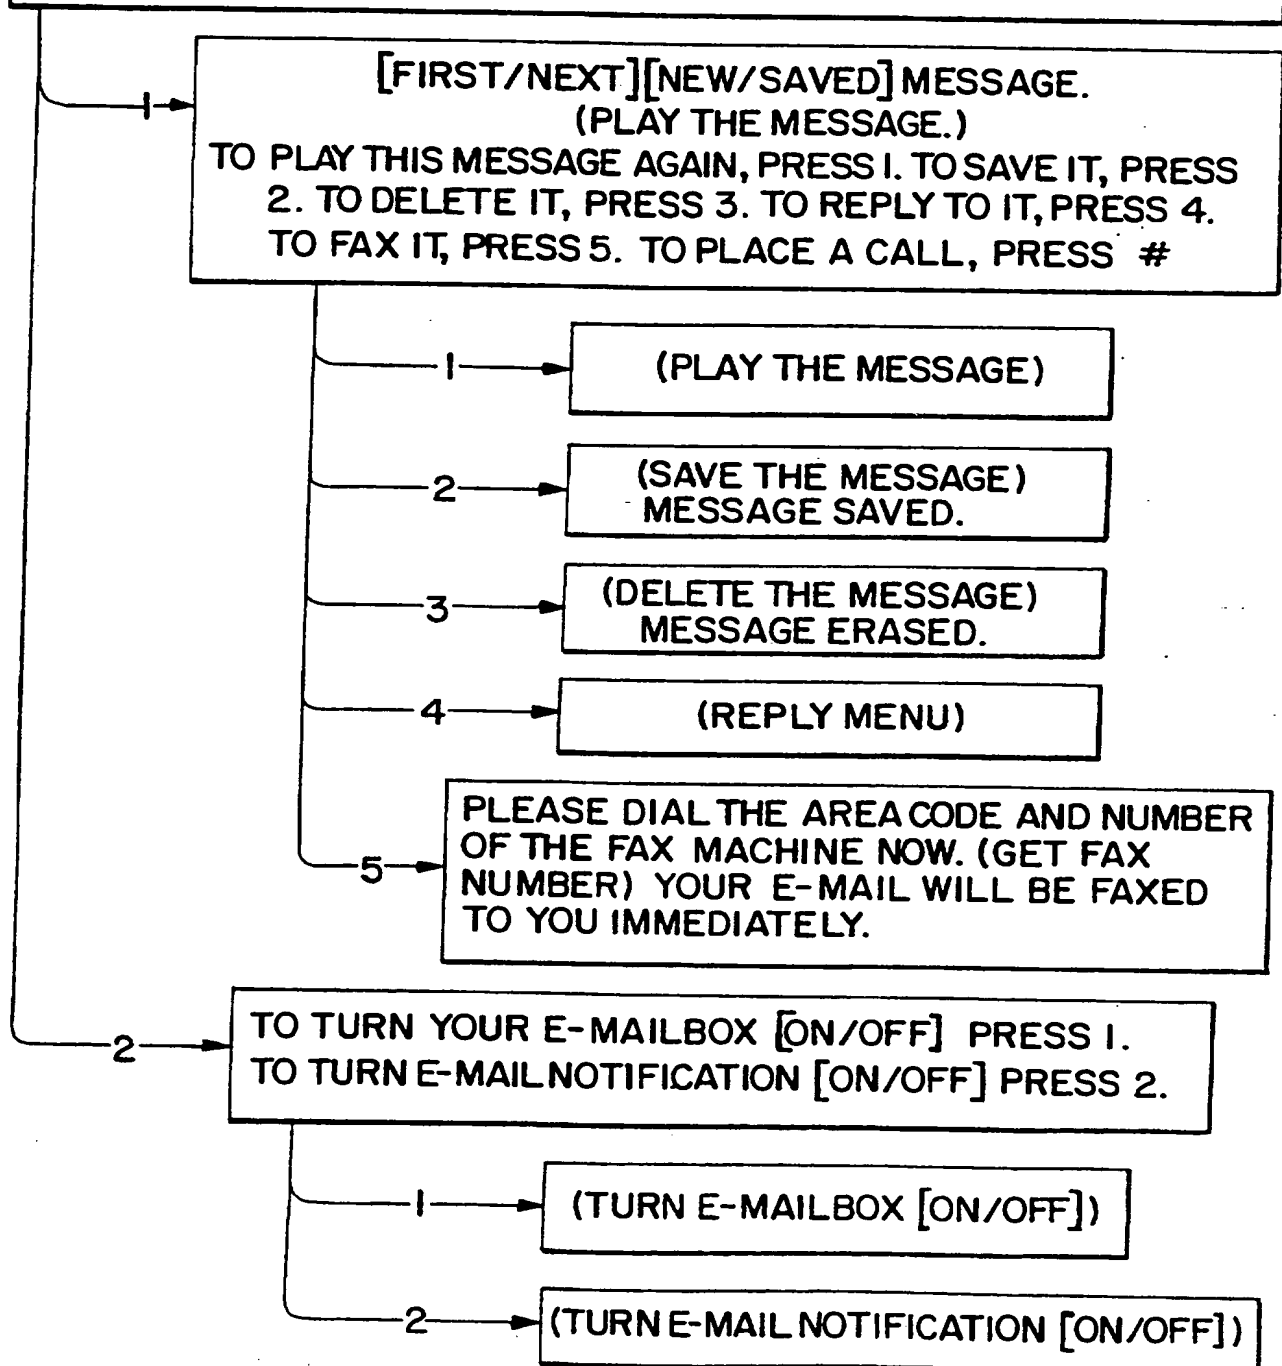 [FIRST/NEXT][NEW/SAVED] MESSAGE.
(PLAY THE MESSAGE.)
TO PLAY THIS MESSAGE AGAIN, PRESS 1. TO SAVE IT, PRESS
2. TO DELETE IT, PRESS 3. TO REPLY TO IT, PRESS 4.
TO FAX IT, PRESS 5. TO PLACE A CALL, PRESS #
1
1
(PLAY THE MESSAGE)
2
(SAVE THE MESSAGE)
MESSAGE SAVED.
3
(DELETE THE MESSAGE)
MESSAGE ERASED.
4
(REPLY MENU)
5
PLEASE DIAL THE AREA CODE AND NUMBER
OF THE FAX MACHINE NOW. (GET FAX
NUMBER) YOUR E-MAIL WILL BE FAXED
TO YOU IMMEDIATELY.
2
TO TURN YOUR E-MAILBOX [ON/OFF] PRESS 1.
TO TURN E-MAIL NOTIFICATION [ON/OFF] PRESS 2.
1
(TURN E-MAILBOX [ON/OFF])
2
(TURN E-MAIL NOTIFICATION [ON/OFF])